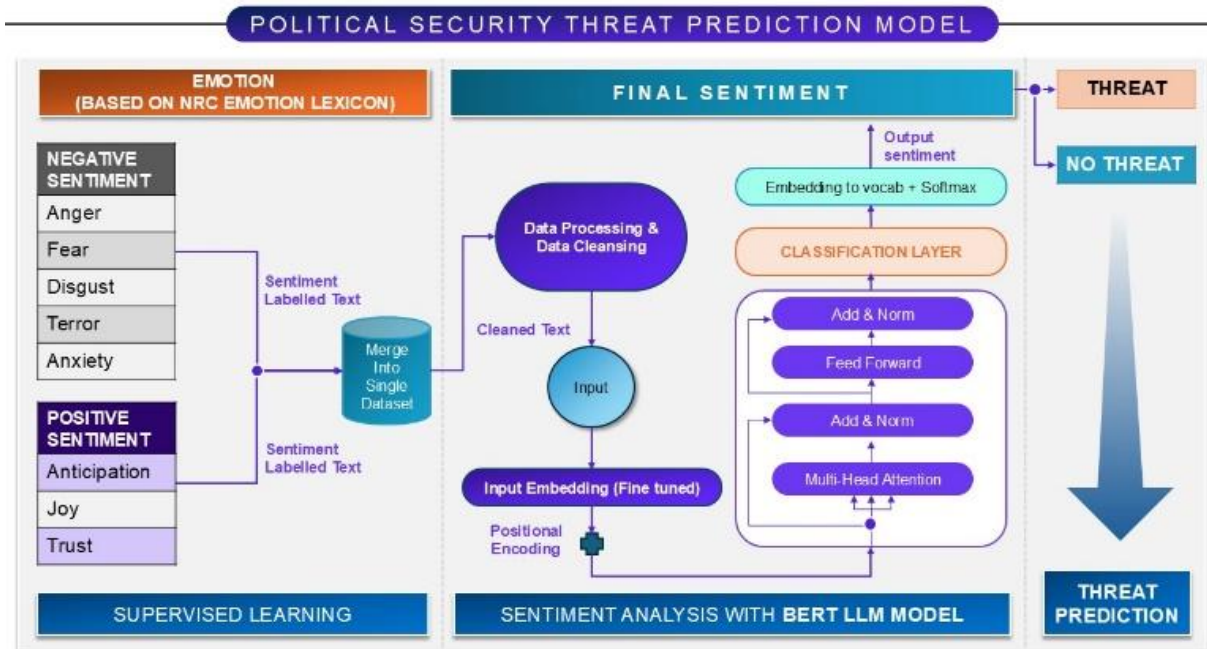 POLITICAL SECURITY THREAT PREDICTION MODEL
EMOTION
(BASED ON NRC EMOTION LEXICON)
NEGATIVE
SENTIMENT
Anger
Fear
Disgust
Terror
Anxiety
POSITIVE
SENTIMENT
Anticipation
Joy
Trust
Sentiment
Labelled Text
Sentiment
Labelled Text
Merge
Into
Single
Dataset
SUPERVISED LEARNING
FINAL SENTIMENT
Data Processing &
Data Cleansing
Cleaned Text
Input
Input Embedding (Fine tuned)
Positional
Encoding
Output
sentiment
Embedding to vocab + Softmax
CLASSIFICATION LAYER
Add & Norm
Feed Forward
Add & Norm
Multi-Head Attention
SENTIMENT ANALYSIS WITH BERT LLM MODEL
THREAT
NO THREAT
THREAT
PREDICTION